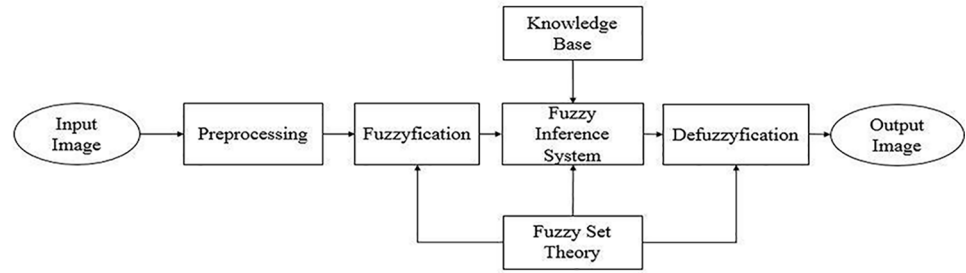 Knowledge
Base
Input
Image
Preprocessing
Fuzzyfication
Fuzzy
Inference
System
Defuzzyfication
Output
Image
Fuzzy Set
Theory